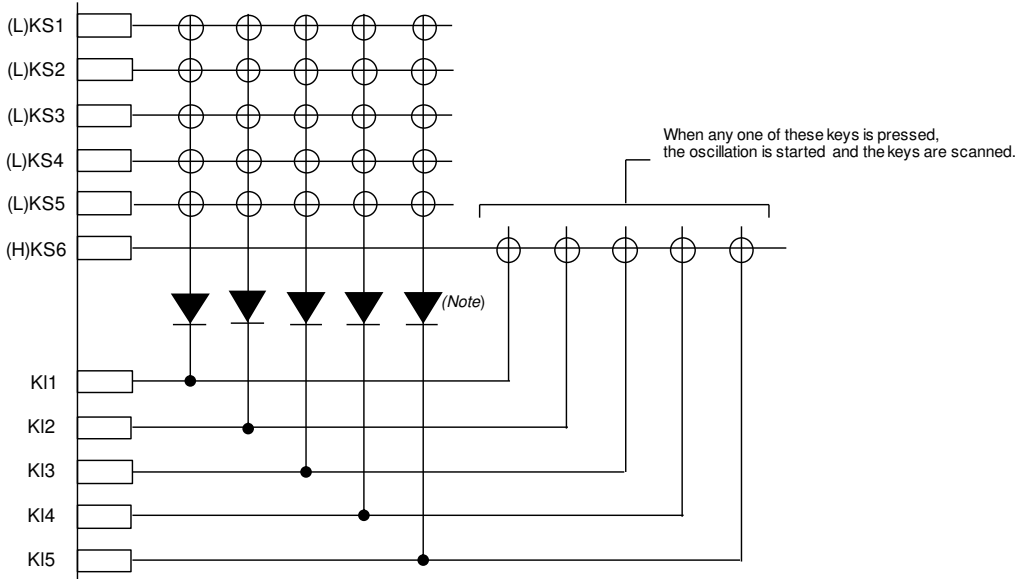 (L)KS1
(L)KS2
(L)KS3
(L)KS4
(L)KS5
(H)KS6
When any one of these keys is pressed,
the oscillation is started and the keys are scanned.
(Note)
KI1
KI2
KI3
KI4
KI5